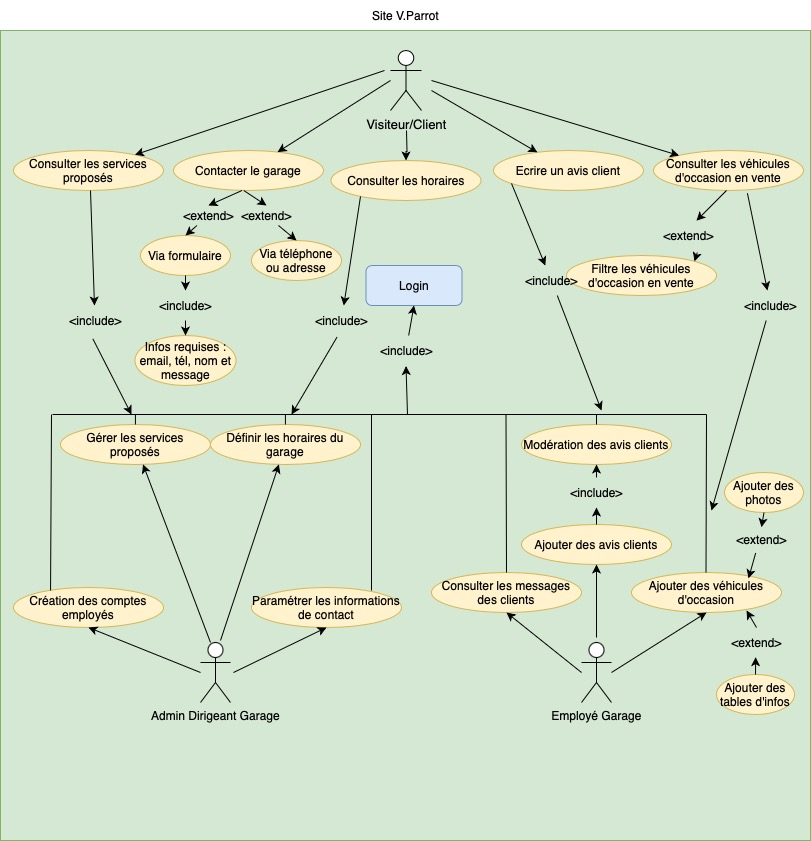 Site V.Parrot
Visiteur/Client
Consulter les services
proposés
Contacter le garage
Consulter les horaires
Ecrire un avis client
Consulter les véhicules
d'occasion en vente
<extend>
<extend>
<extend>
Via formulaire
Via téléphone
ou adresse
Filtre les véhicules
d'occasion en vente
<include>
Login
<include>
<include>
<include>
<include>
Infos requises :
email, tél, nom et
message
<include>
Gérer les services
proposés
Définir les horaires du
garage
Modération des avis clients
<include>
Ajouter des
photos
Ajouter des avis clients
<extend>
Création des comptes
employés
Paramétrer les informations
de contact
Consulter les messages
des clients
Ajouter des véhicules
d'occasion
<extend>
Ajouter des
tables d'infos
Admin Dirigeant Garage
Employé Garage